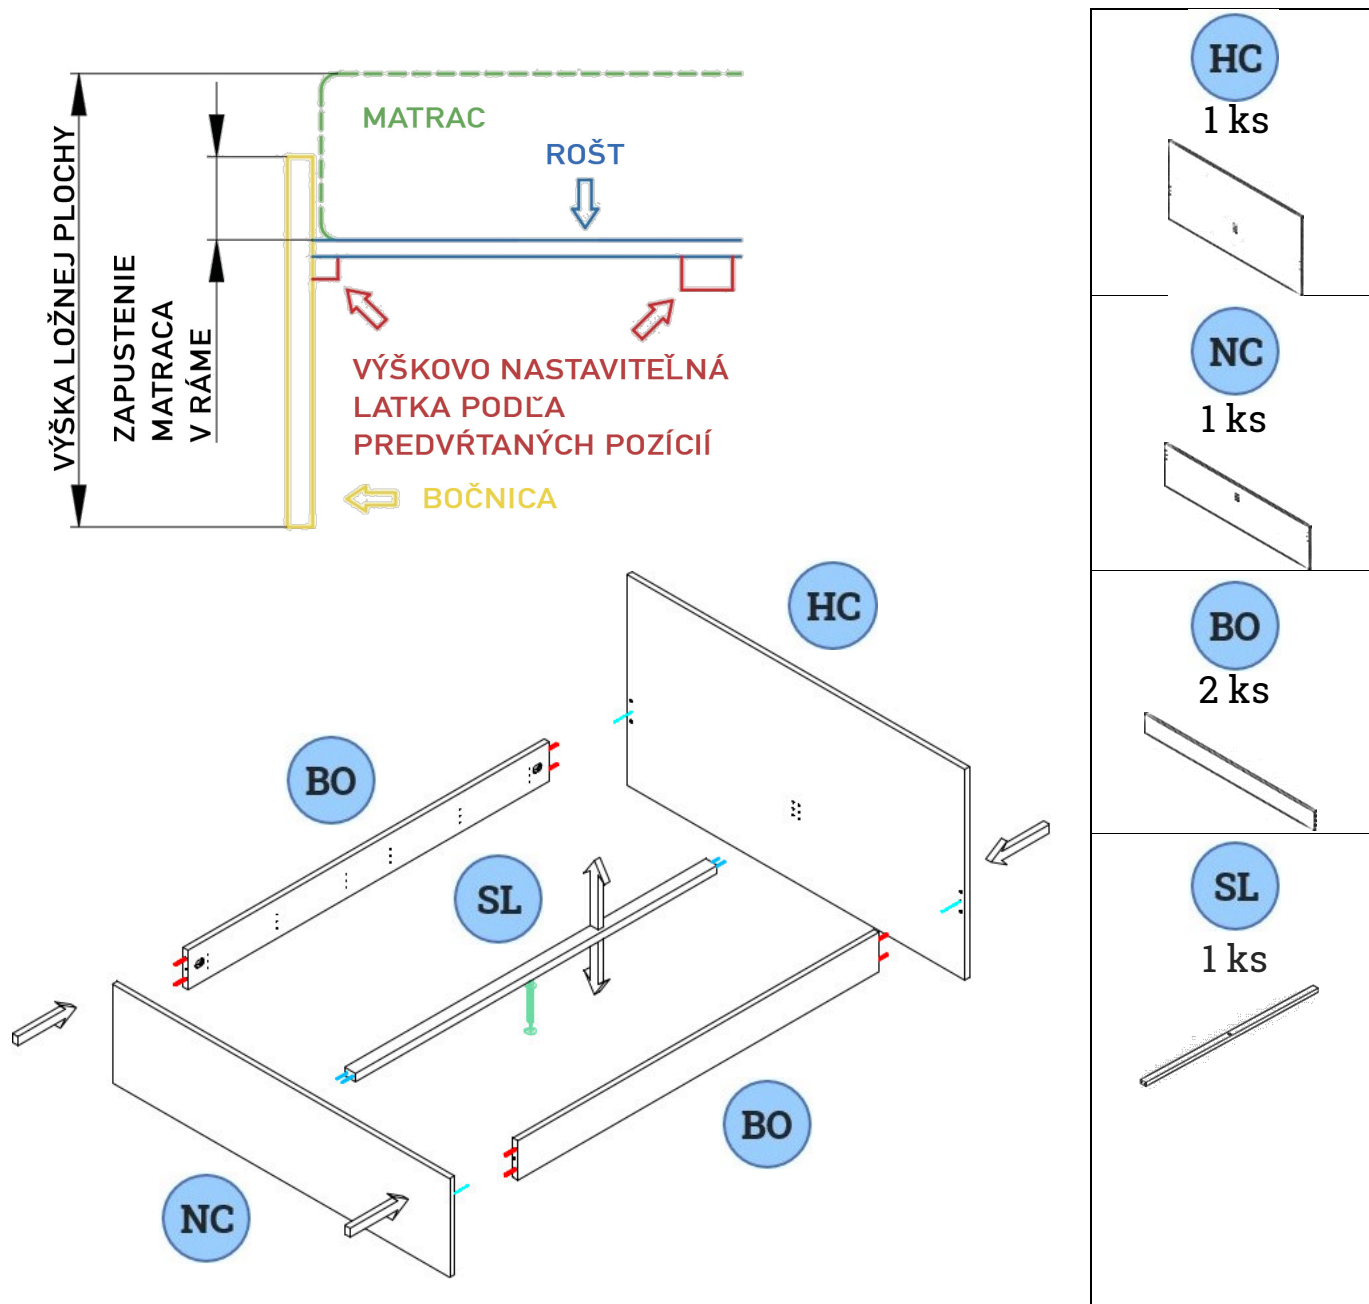 VÝŠKA LOŽNEJ PLOCHY
ZAPUSTENIE
MATRACA
V RÁME
MATRAC
ROŠT
VÝŠKOVO NASTAVITEĽNÁ
LATKA PODĽA
PREDVŔTANÝCH POZÍCIÍ
BOČNICA
HC
BO
SL
BO
NC
HC
1 ks
NC
1 ks
BO
2 ks
SL
1 ks